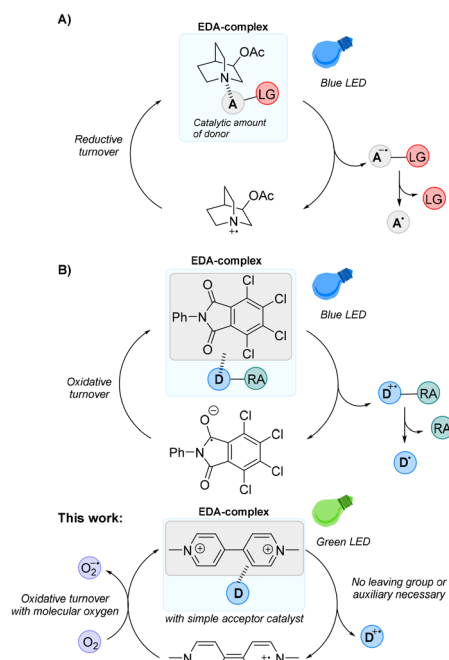 A)
EDA-complex
OAc
N
A
LG
Catalytic amount
of donor
Blue LED
Reductive
turnover
A−• LG
LG
A•
OAc
N
+•
B)
EDA-complex
O
Cl
Cl
Ph
N
Cl
O
Cl
D
RA
Blue LED
Oxidative
turnover
D+• RA
RA
D•
⊖
O
Cl
Cl
Ph
N
Cl
O
Cl
This work:
EDA-complex
Green LED
N
+
+
N
D
with simple acceptor catalyst
O2−•
Oxidative turnover
with molecular oxygen
O2
No leaving group or
auxiliary necessary
D+•